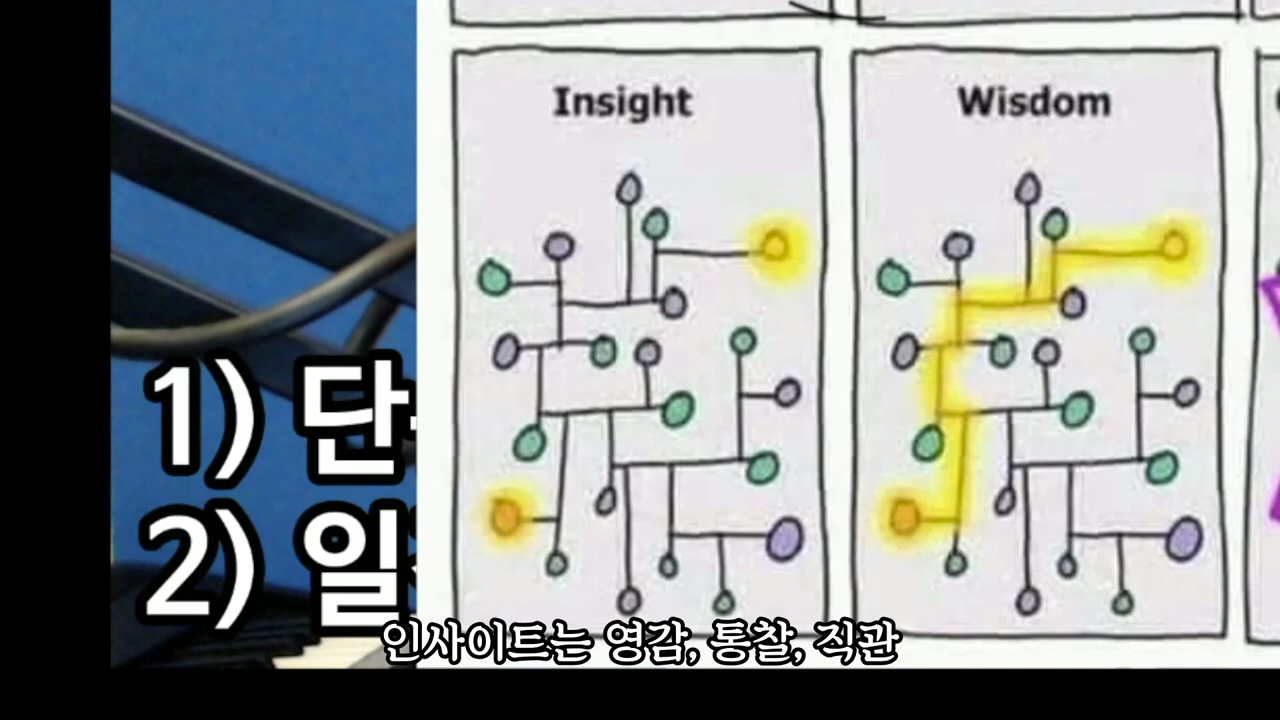 Insight
Wisdom
1) 단
2) 일
인사이트는 영감, 통찰, 직관